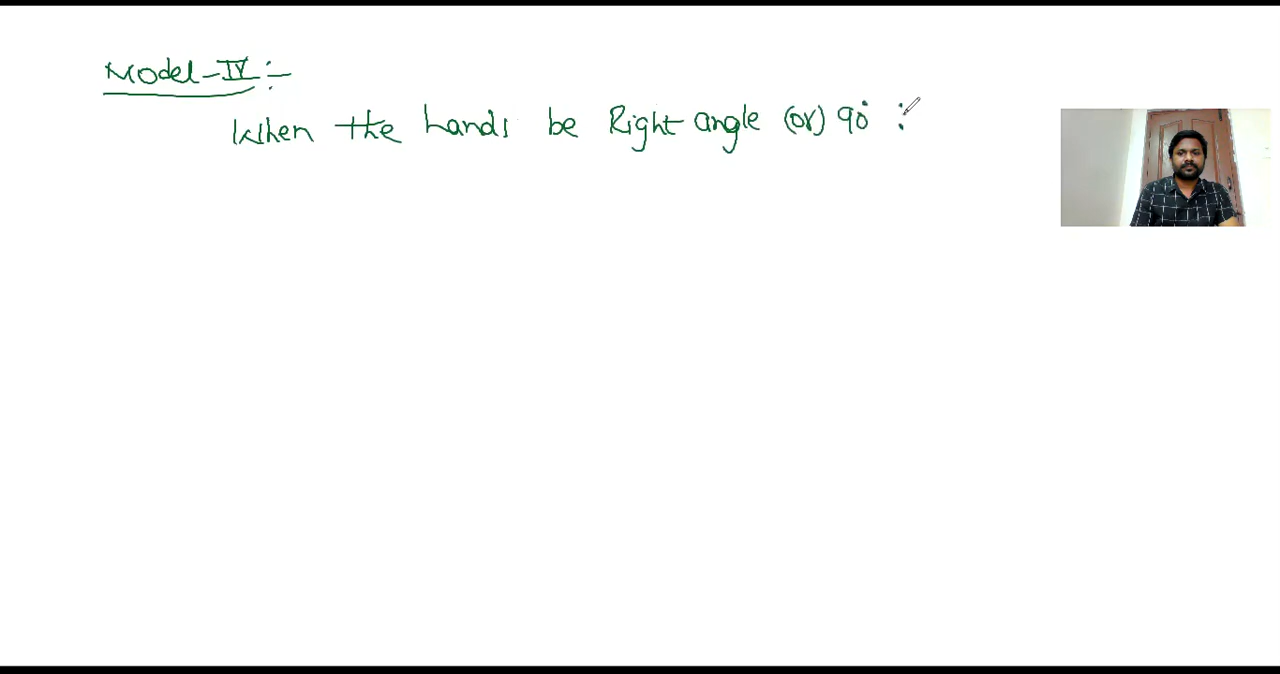 Model-IV :-
When the hands be Right angle (or) 90° :